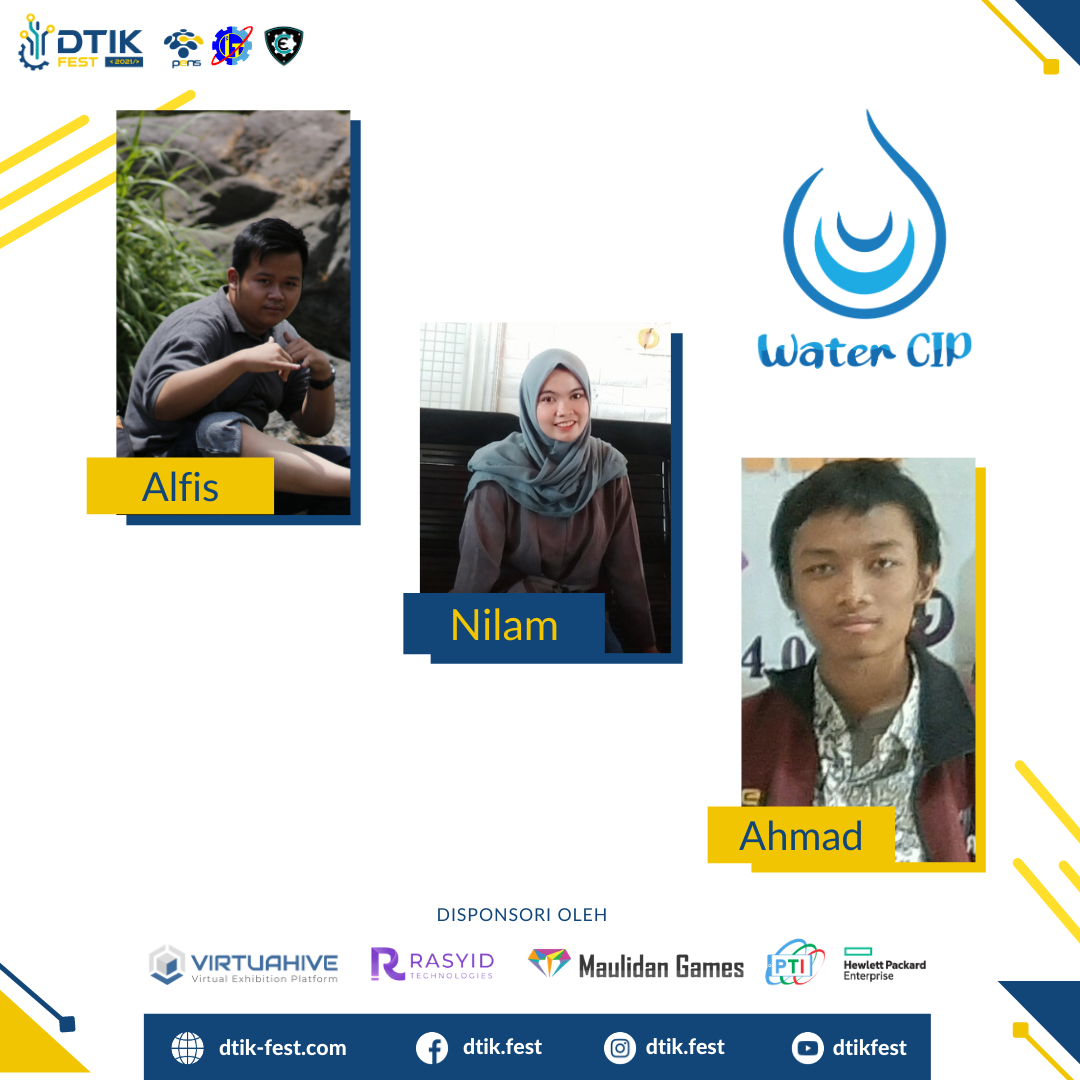 DTIK
FEST <2021/>
pens
Water CIP
Alfis
Nilam
40
Ahmad
DISPONSORI OLEH
VIRTUAHIVE
Virtual Exhibition Platform
RASYID
TECHNOLOGIES
Maulidan Games
PTI
Hewlett Packard
Enterprise
dtik-fest.com
dtik.fest
dtik.fest
dtikfest